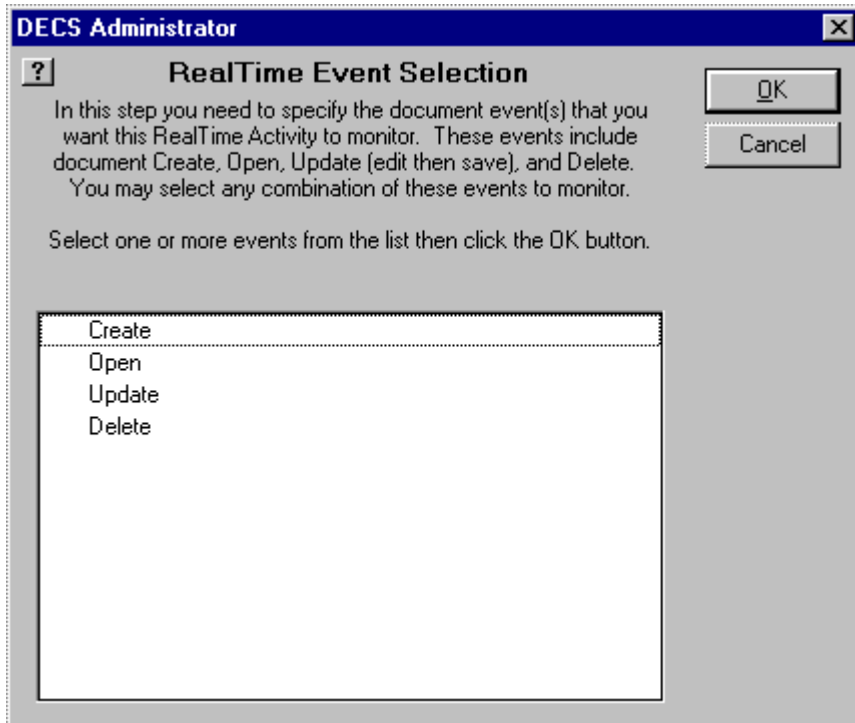 DECS Administrator
?
RealTime Event Selection
In this step you need to specify the document event(s) that you
want this RealTime Activity to monitor. These events include
document Create, Open, Update (edit then save), and Delete.
You may select any combination of these events to monitor.
Select one or more events from the list then click the OK button.
OK
Cancel
Create
Open
Update
Delete